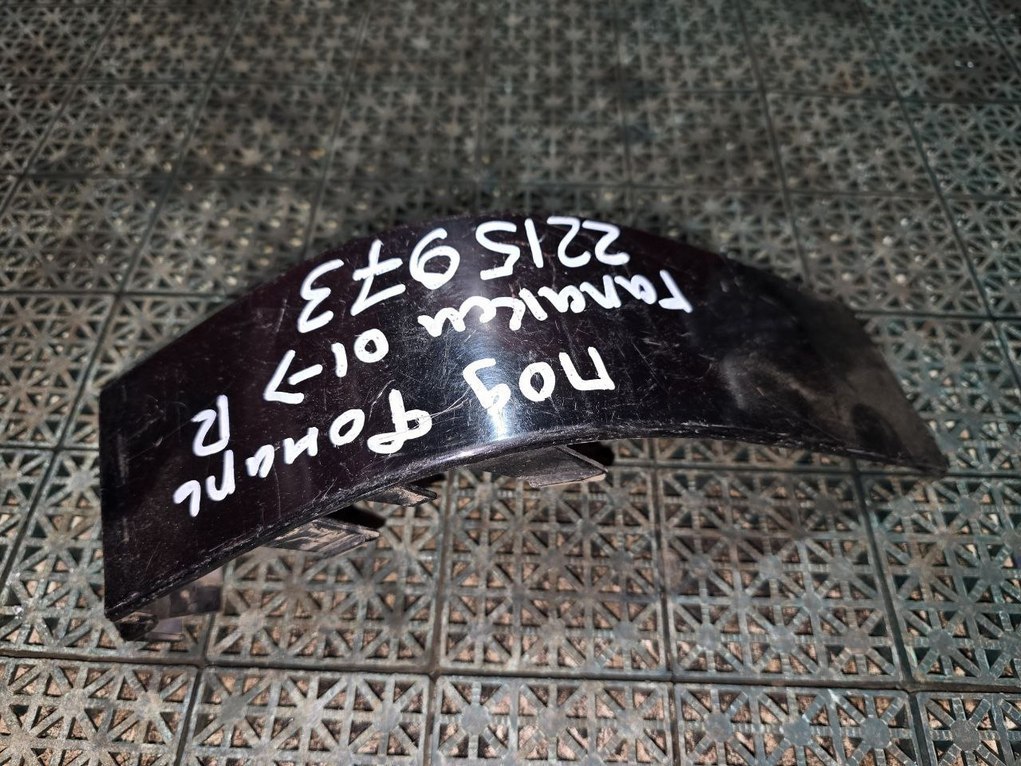 под фонарь
Галакси 01-> R
2215973